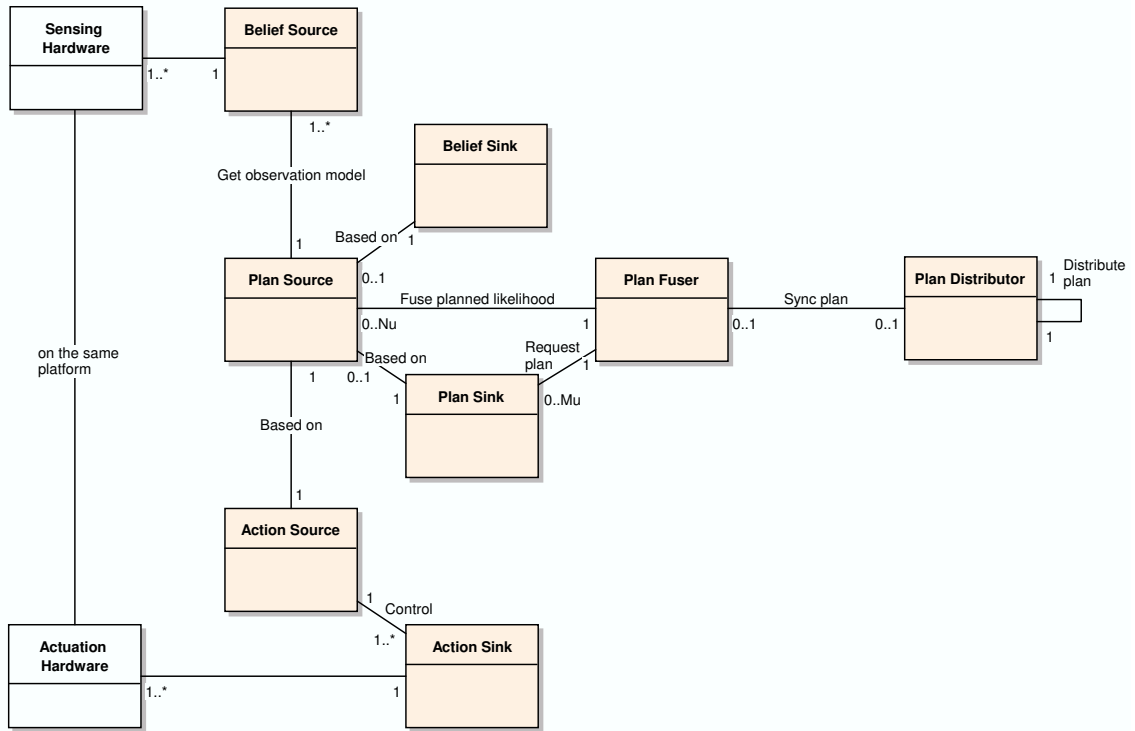 Sensing
Hardware
Belief Source
1..*
1
1..*
Belief Sink
Get observation model
Based on
1
1
0..1
Plan Source
Plan Fuser
Plan Distributor
1
Distribute
plan
Fuse planned likelihood
Sync plan
0..Nu
1
0..1
0..1
1
on the same
platform
Based on
Request
plan
1
0..1
1
1
0..Mu
Plan Sink
Based on
1
Action Source
1
Control
1..*
Actuation
Hardware
Action Sink
1..*
1